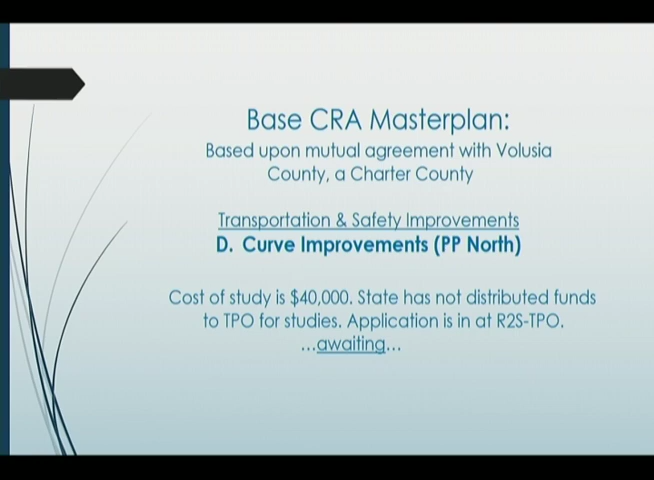 Base CRA Masterplan:
Based upon mutual agreement with Volusia
County, a Charter County
Transportation & Safety Improvements
D. Curve Improvements (PP North)
Cost of study is $40,000. State has not distributed funds
to TPO for studies. Application is in at R2S-TPO.
...awaiting...